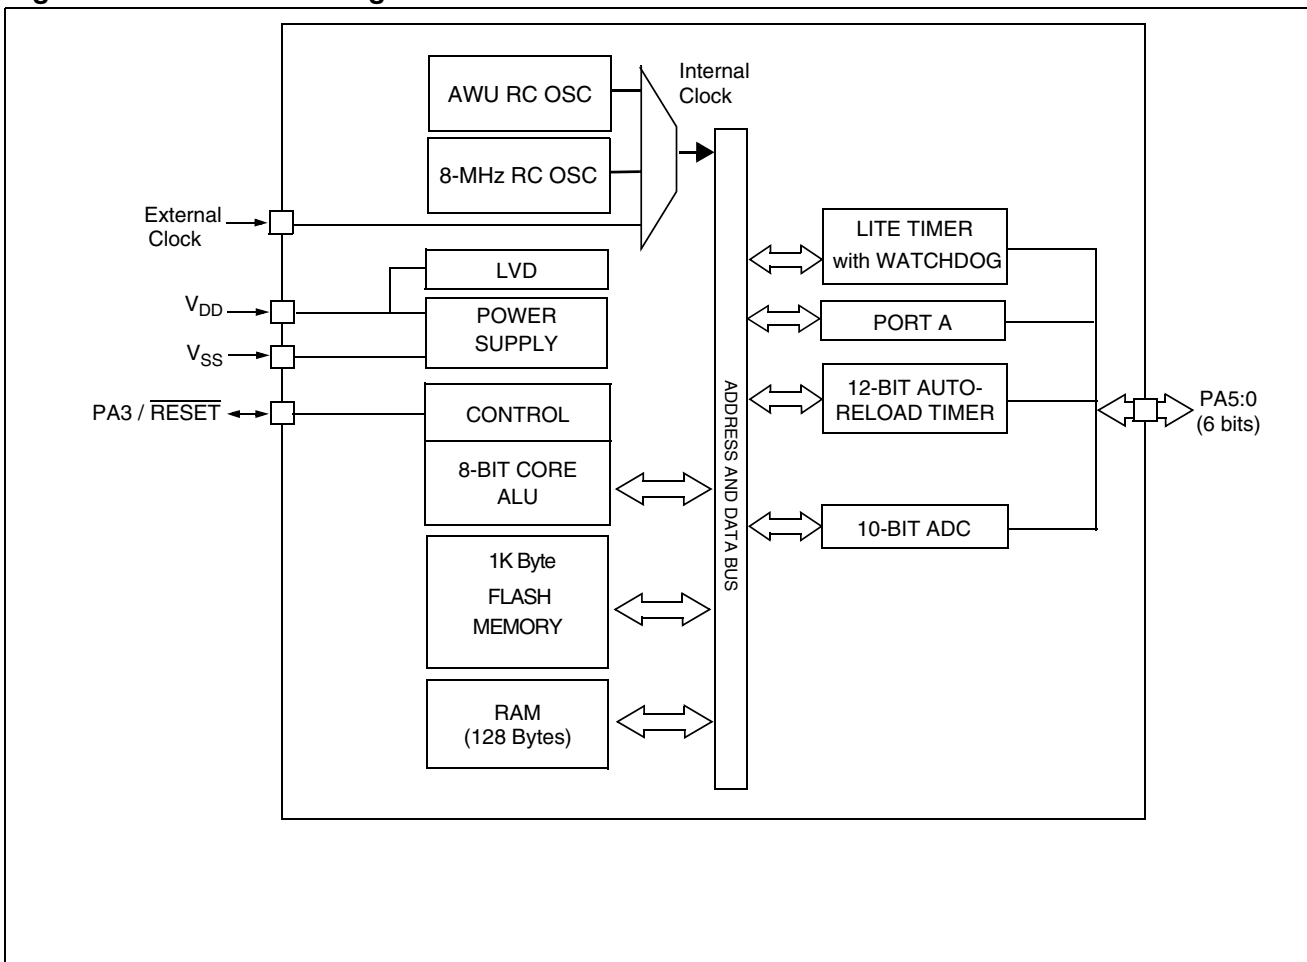 AWU RC OSC
Internal
Clock
8-MHz RC OSC
External
Clock
LVD
VDD
POWER
SUPPLY
VSS
PA3 / RESET
CONTROL
8-BIT CORE
ALU
1K Byte
FLASH
MEMORY
RAM
(128 Bytes)
ADDRESS AND DATA BUS
LITE TIMER
with WATCHDOG
PORT A
12-BIT AUTO-
RELOAD TIMER
10-BIT ADC
PA5:0
(6 bits)